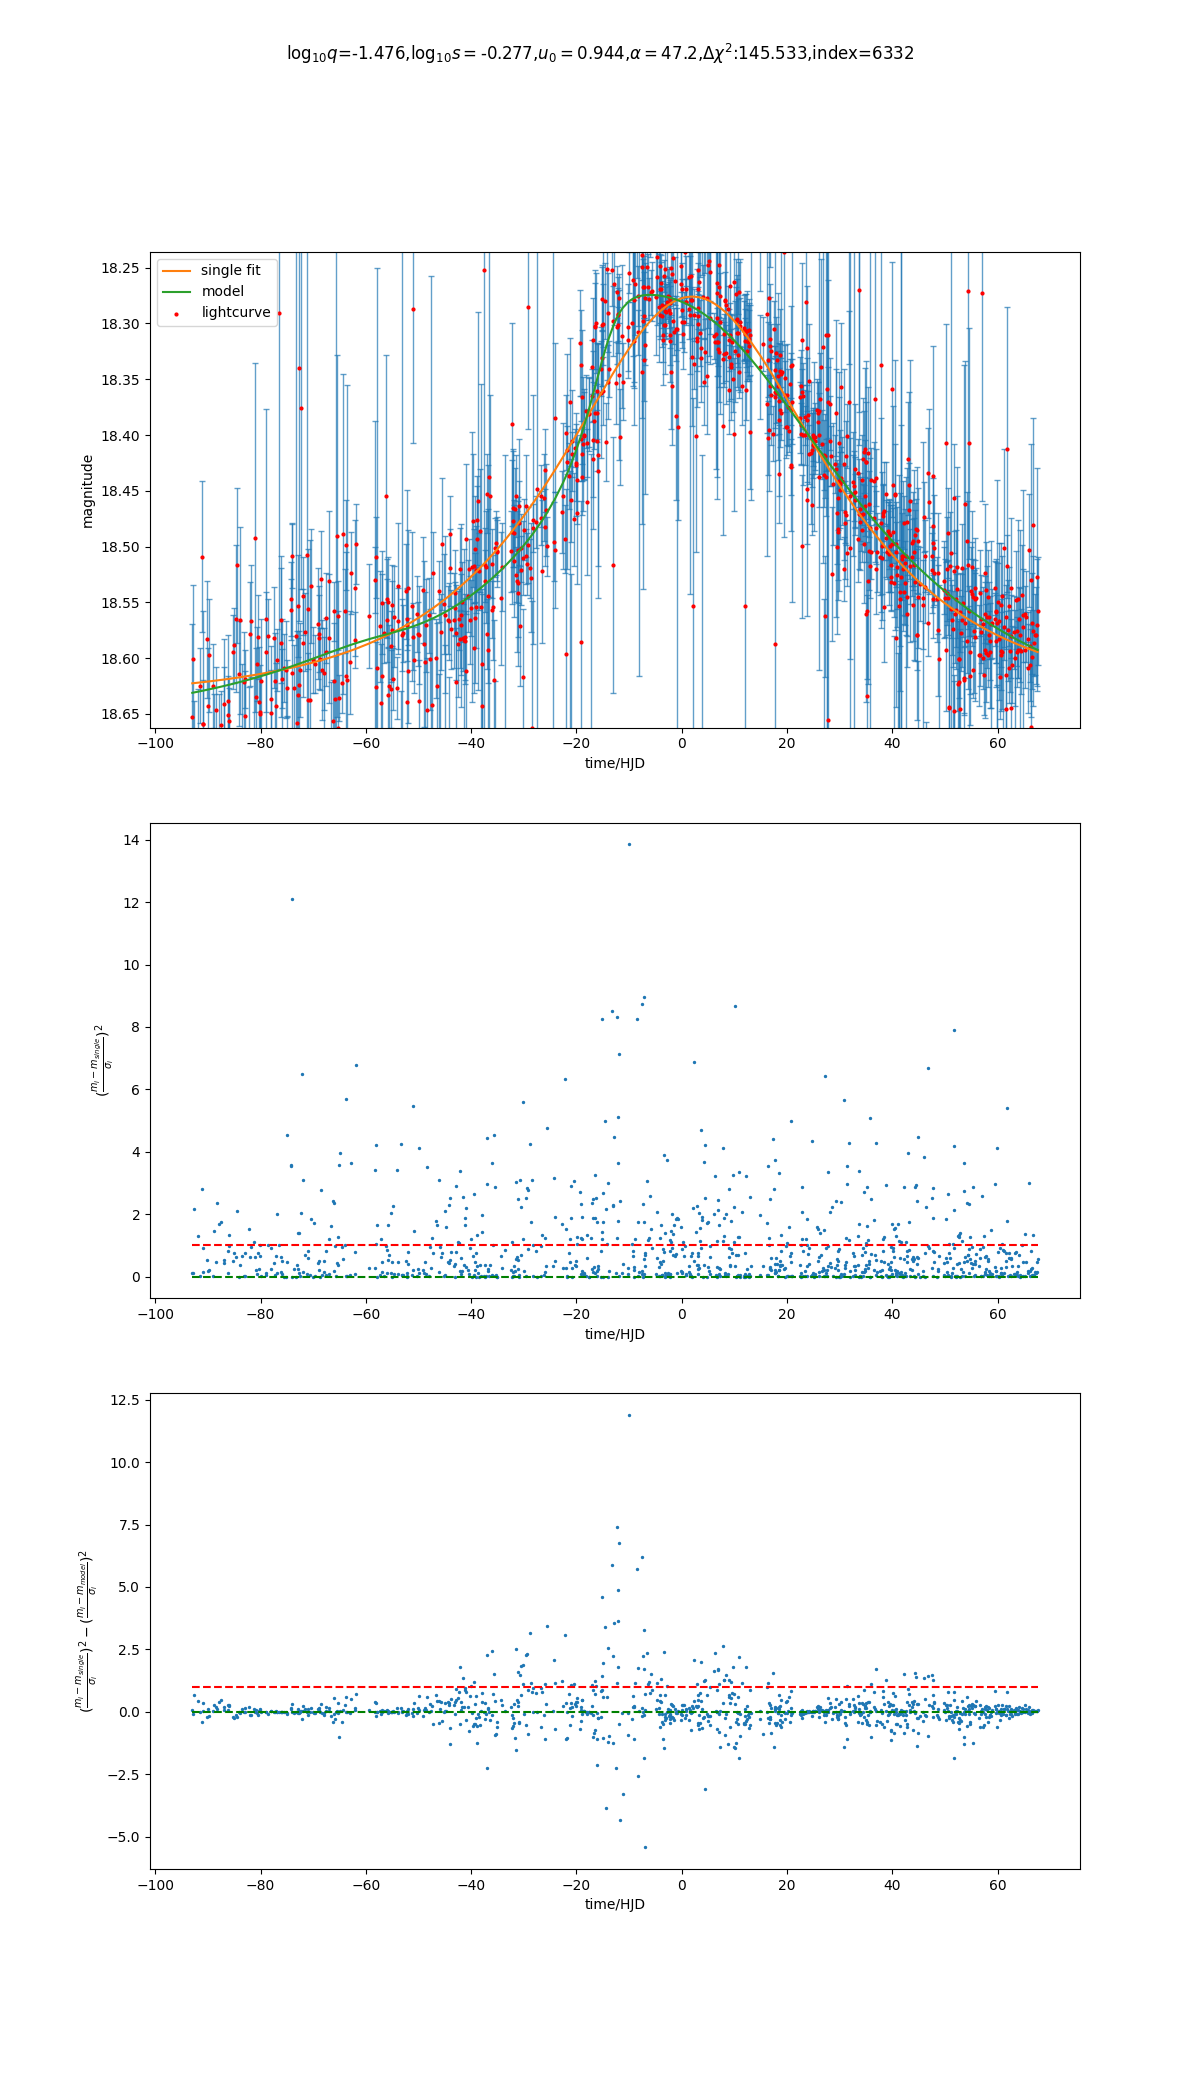 log₁₀q=-1.476,log₁₀s = -0.277,u₀ = 0.944,α = 47.2,Δχ²:145.533,index=6332
single fit
model
lightcurve
18.25
18.30
18.35
18.40
18.45
18.50
18.55
18.60
18.65
magnitude
−100 −80 −60 −40 −20 0 20 40 60
time/HJD
14
12
10
8
6
4
2
0
(mᵢ − m_single / σᵢ)²
−100 −80 −60 −40 −20 0 20 40 60
time/HJD
12.5
10.0
7.5
5.0
2.5
0.0
−2.5
−5.0
(mᵢ − m_single / σᵢ)² − (mᵢ − m_model / σᵢ)²
−100 −80 −60 −40 −20 0 20 40 60
time/HJD